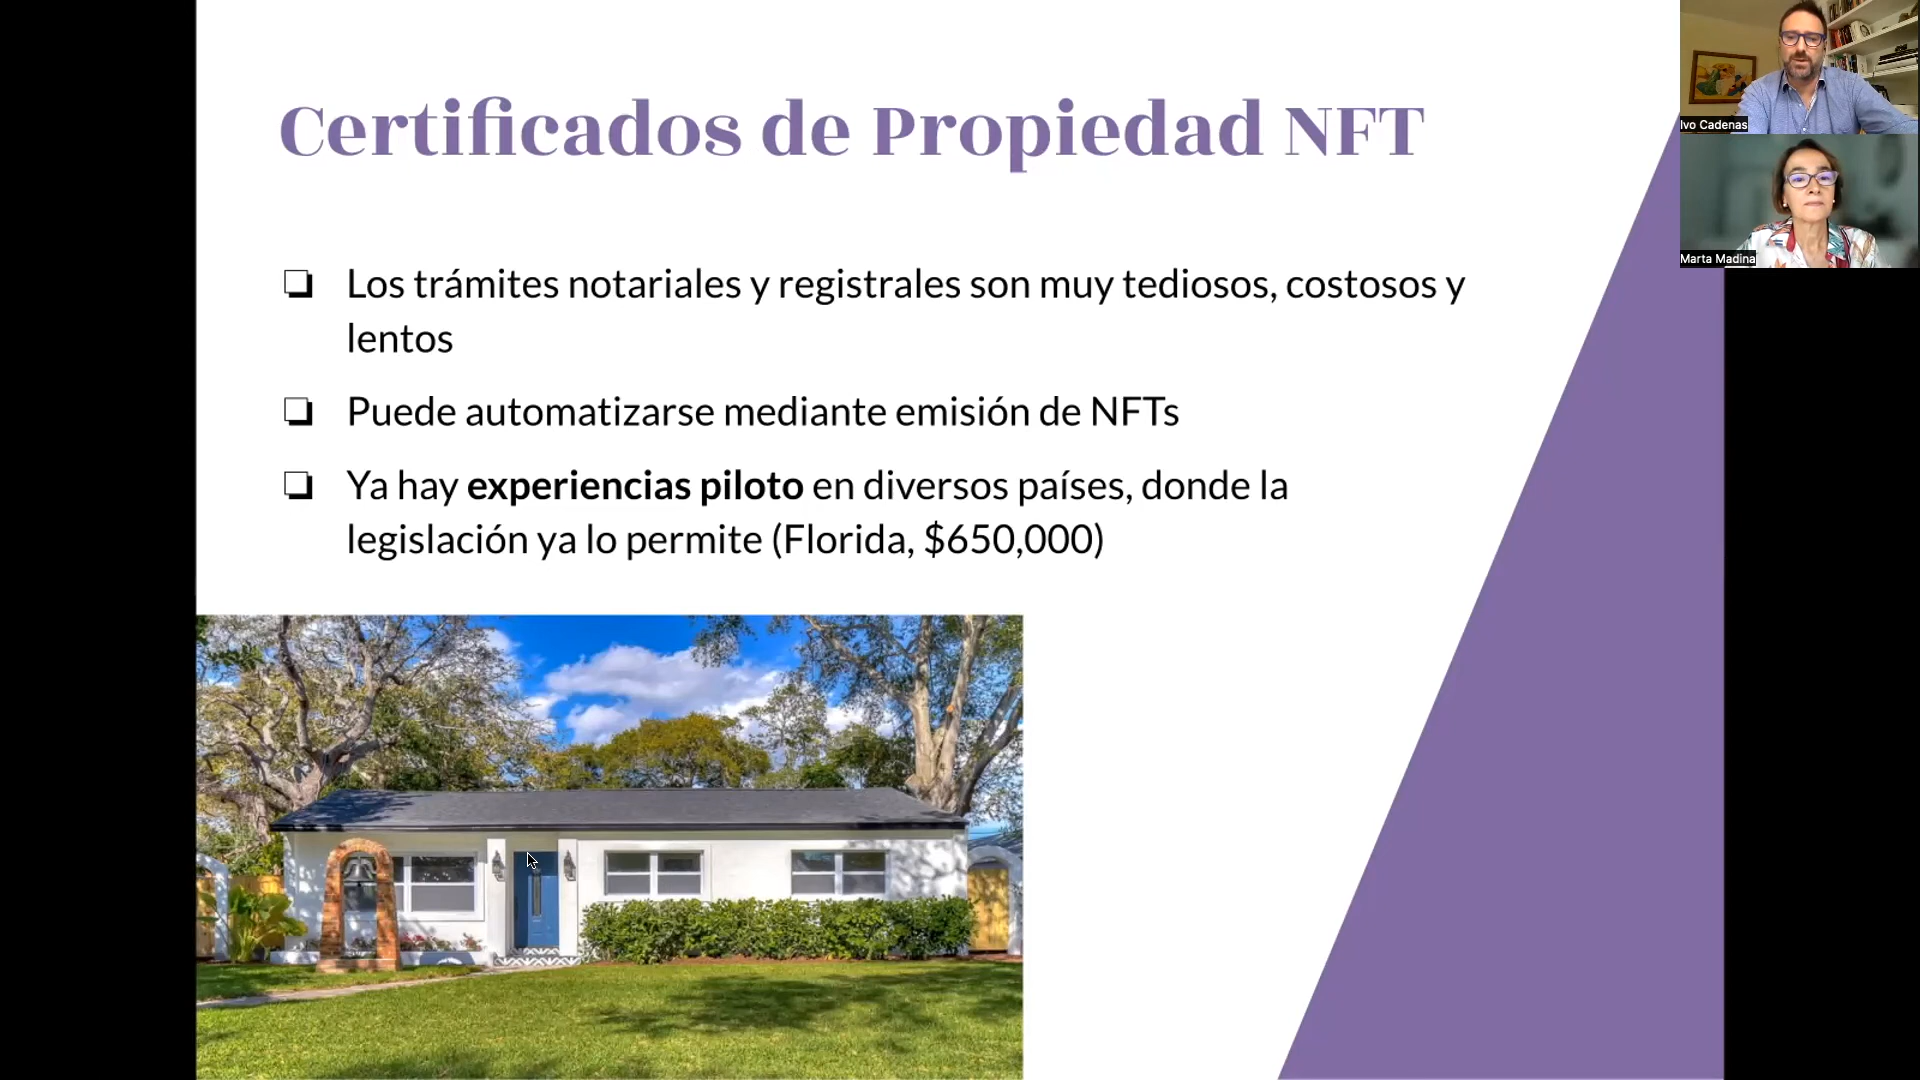 Certificados de Propiedad NFT
Ivo Cadenas
Marta Madina
❏ Los trámites notariales y registrales son muy tediosos, costosos y
lentos
❏ Puede automatizarse mediante emisión de NFTs
❏ Ya hay experiencias piloto en diversos países, donde la
legislación ya lo permite (Florida, $650,000)